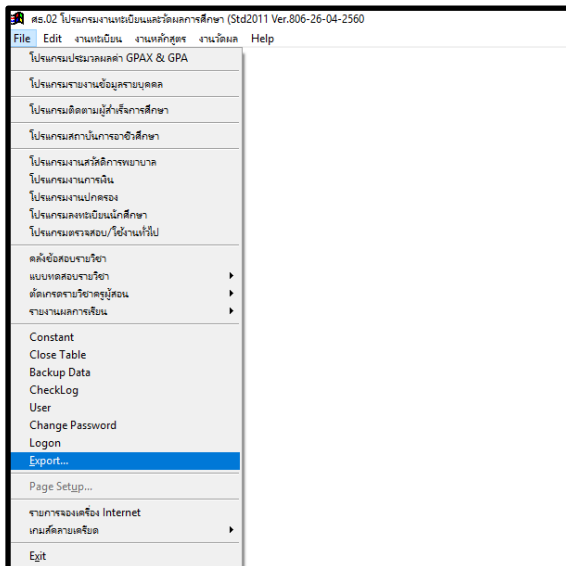 ศธ.02 โปรแกรมงานทะเบียนและวัดผลการศึกษา (Std2011 Ver.806-26-04-2560
File Edit งานทะเบียน งานหลักสูตร งานวัดผล Help
โปรแกรมประมวลผลค่า GPAX & GPA
โปรแกรมรายงานข้อมูลรายบุคคล
โปรแกรมติดตามผู้สำเร็จการศึกษา
โปรแกรมสถาบันการอาชีวศึกษา
โปรแกรมงานสวัสดิการพยาบาล
โปรแกรมงานการเงิน
โปรแกรมงานปกครอง
โปรแกรมลงทะเบียนนักศึกษา
โปรแกรมตรวจสอบ/ใช้งานทั่วไป
คลังข้อสอบรายวิชา
แบบทดสอบรายวิชา
ตัดเกรดรายวิชาครูผู้สอน
รายงานผลการเรียน
Constant
Close Table
Backup Data
CheckLog
User
Change Password
Logon
Export...
Page Setup...
รายการจองเครื่อง Internet
เกมส์คลายเครียด
Exit